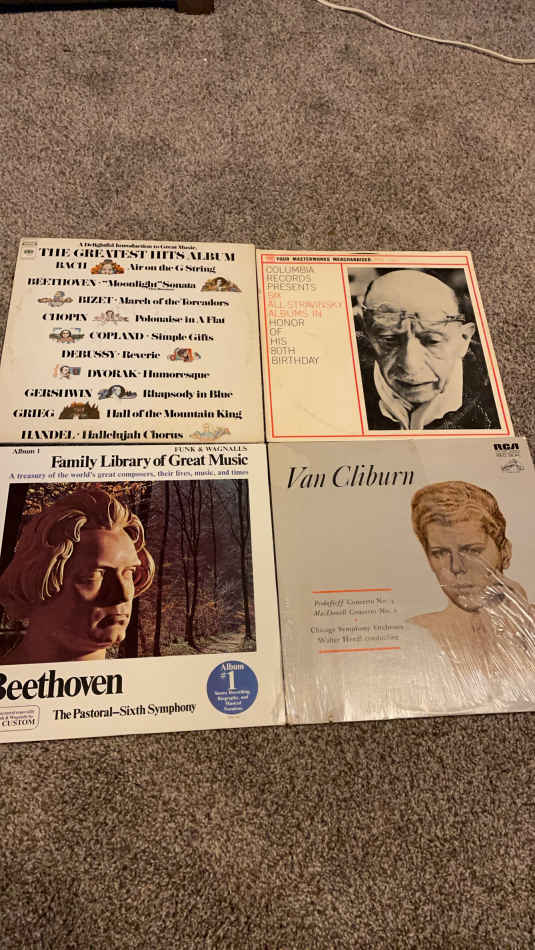 A Delightful Introduction to Great Music.
THE GREATEST HITS ALBUM
BACH Air on the G String
BEETHOVEN · "Moonlight" Sonata
BIZET · March of the Toreadors
CHOPIN Polonaise in A Flat
COPLAND · Simple Gifts
DEBUSSY · Reverie
DVORAK · Humoresque
GERSHWIN Rhapsody in Blue
GRIEG Hall of the Mountain King
HANDEL · Hallelujah Chorus
YOUR MASTERWORKS MERCHANDISER
COLUMBIA
RECORDS
PRESENTS
SIX
ALL-STRAVINSKY
ALBUMS IN
HONOR
OF
HIS
80TH
BIRTHDAY
Album 1
FUNK & WAGNALLS
Family Library of Great Music
A treasury of the world's great composers, their lives, music, and times
Beethoven
The Pastoral—Sixth Symphony
Album
#1
Stereo Recording,
Biography, and
Musical
CUSTOM
RCA
Van Cliburn
Prokofieff Concerto No. 3
MacDowell Concerto No. 2
Chicago Symphony Orchestra
Walter Hendl conducting